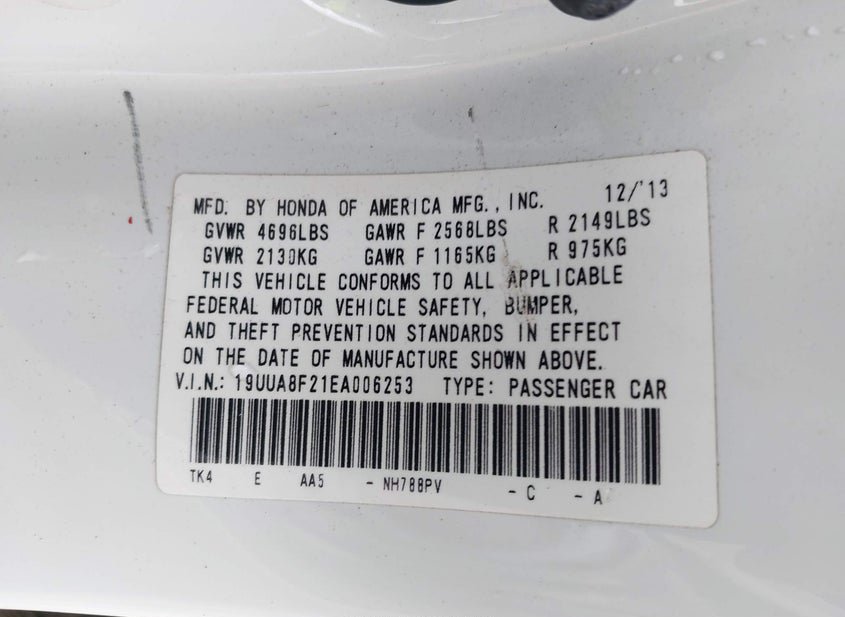 MFD. BY HONDA OF AMERICA MFG., INC. 12/'13
GVWR 4696LBS GAWR F 2568LBS R 2149LBS
GVWR 2130KG GAWR F 1165KG R 975KG
THIS VEHICLE CONFORMS TO ALL APPLICABLE
FEDERAL MOTOR VEHICLE SAFETY, BUMPER,
AND THEFT PREVENTION STANDARDS IN EFFECT
ON THE DATE OF MANUFACTURE SHOWN ABOVE.
V.I.N.: 19UUA8F21EA006253 TYPE: PASSENGER CAR
TK4 E AA5 - NH788PV - C - A